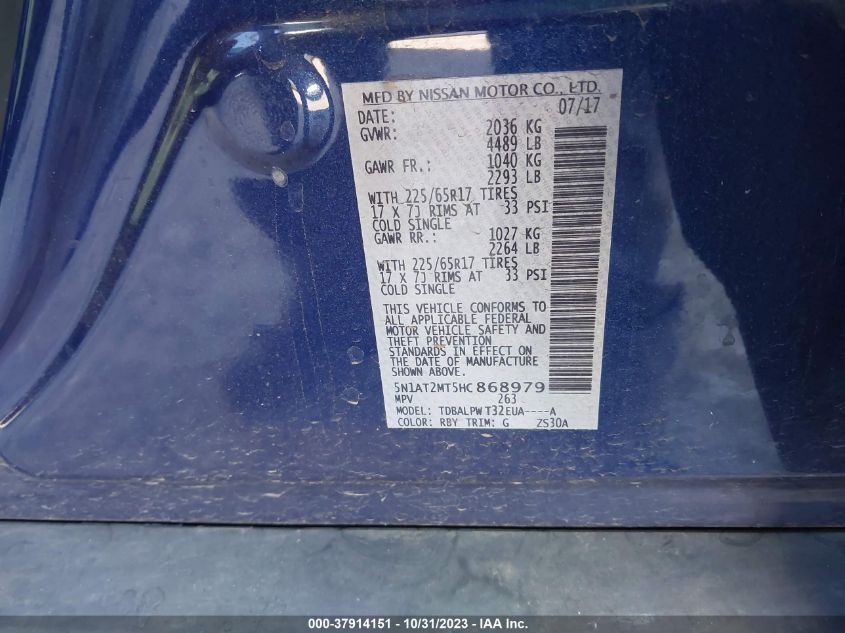 MFD BY NISSAN MOTOR CO., LTD.
DATE: 07/17
GVWR: 2036 KG
4489 LB
GAWR FR.: 1040 KG
2293 LB
WITH 225/65R17 TIRES
17 X 7J RIMS AT 33 PSI
COLD SINGLE
GAWR RR.: 1027 KG
2264 LB
WITH 225/65R17 TIRES
17 X 7J RIMS AT 33 PSI
COLD SINGLE
THIS VEHICLE CONFORMS TO
ALL APPLICABLE FEDERAL
MOTOR VEHICLE SAFETY AND
THEFT PREVENTION
STANDARDS IN EFFECT ON
THE DATE OF MANUFACTURE
SHOWN ABOVE.
5N1AT2MT5HC868979
MPV 263
MODEL: TDBALPW T32EUA----A
COLOR: RBY TRIM: G ZS30A
000-37914151 - 10/31/2023 - IAA Inc.